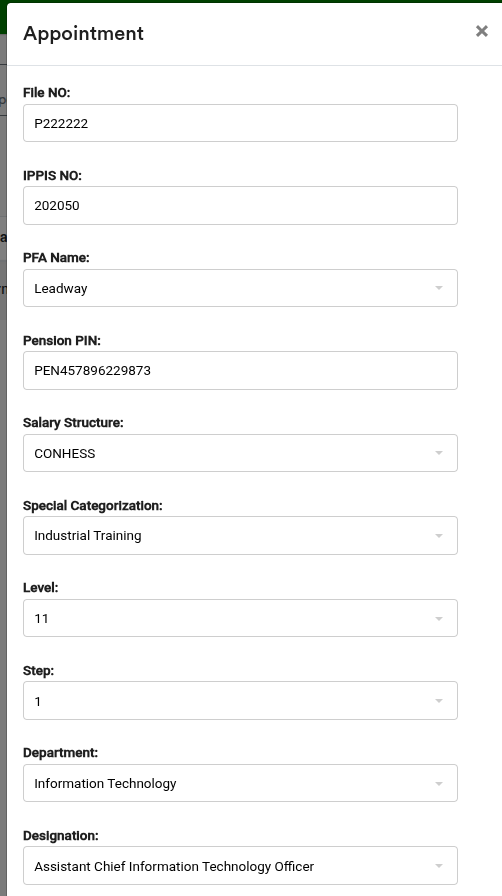 Appointment
×
File NO:
P222222
IPPIS NO:
202050
PFA Name:
Leadway
Pension PIN:
PEN457896229873
Salary Structure:
CONHESS
Special Categorization:
Industrial Training
Level:
11
Step:
1
Department:
Information Technology
Designation:
Assistant Chief Information Technology Officer